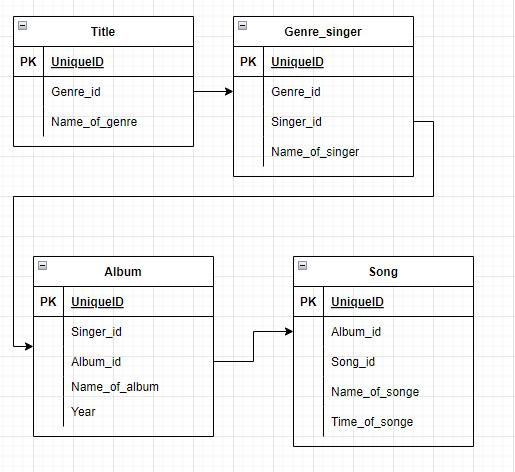 Title
PK UniqueID
Genre_id
Name_of_genre
Genre_singer
PK UniqueID
Genre_id
Singer_id
Name_of_singer
Album
PK UniqueID
Singer_id
Album_id
Name_of_album
Year
Song
PK UniqueID
Album_id
Song_id
Name_of_songe
Time_of_songe